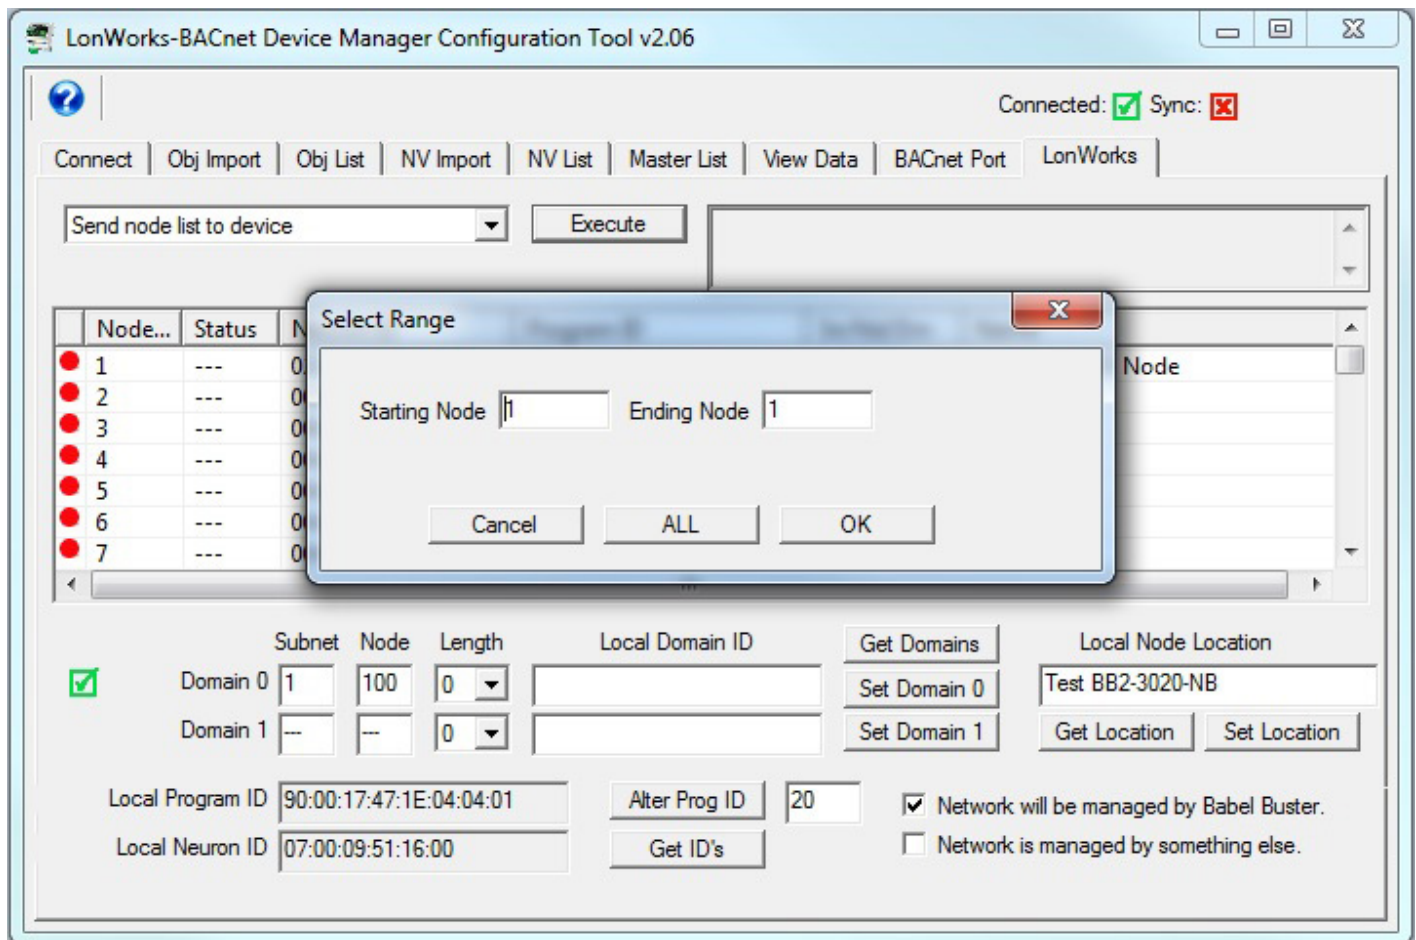 LonWorks-BACnet Device Manager Configuration Tool v2.06
Connected: Sync:
Connect Obj Import Obj List NV Import NV List Master List View Data BACnet Port LonWorks
Send node list to device Execute
Node... Status
Select Range
1 --- Node
2 ---
3 ---
4 ---
5 ---
6 ---
7 ---
Starting Node 1 Ending Node 1
Cancel ALL OK
Subnet Node Length Local Domain ID Get Domains Local Node Location
Domain 0 1 100 0 Set Domain 0 Test BB2-3020-NB
Domain 1 --- --- 0 Set Domain 1 Get Location Set Location
Local Program ID 90:00:17:47:1E:04:04:01 Alter Prog ID 20 Network will be managed by Babel Buster.
Local Neuron ID 07:00:09:51:16:00 Get ID's Network is managed by something else.